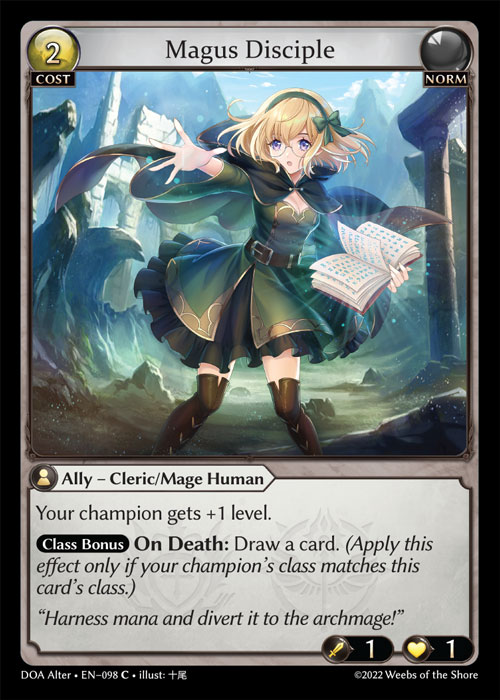 2
Magus Disciple
COST
NORM
Ally – Cleric/Mage Human
Your champion gets +1 level.
Class Bonus On Death: Draw a card. (Apply this
effect only if your champion's class matches this
card's class.)
“Harness mana and divert it to the archmage!”
1
1
DOA Alter • EN-098 C • illust: 十尾
©2022 Weebs of the Shore